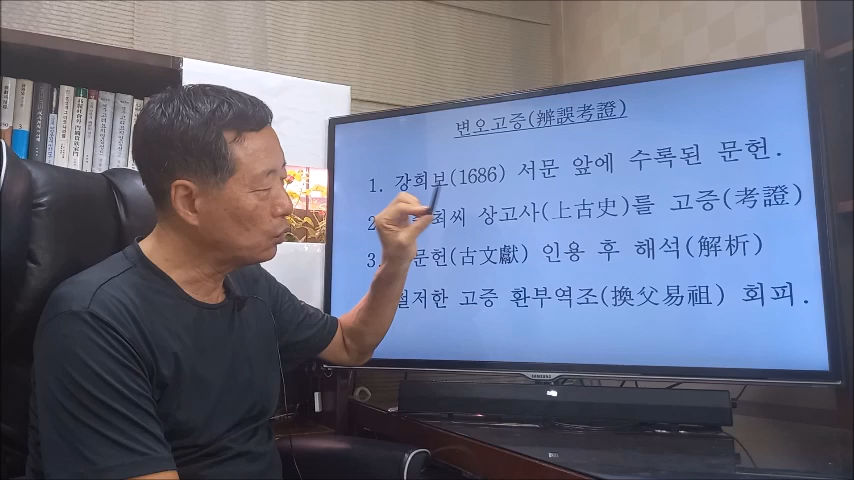 변오고증(辨誤考證)
1. 강희보(1686) 서문 앞에 수록된 문헌.
2. 최씨 상고사(上古史)를 고증(考證)
3. 문헌(古文獻) 인용 후 해석(解析)
철저한 고증 환부역조(換父易祖) 회피.
SAMSUNG
DELL